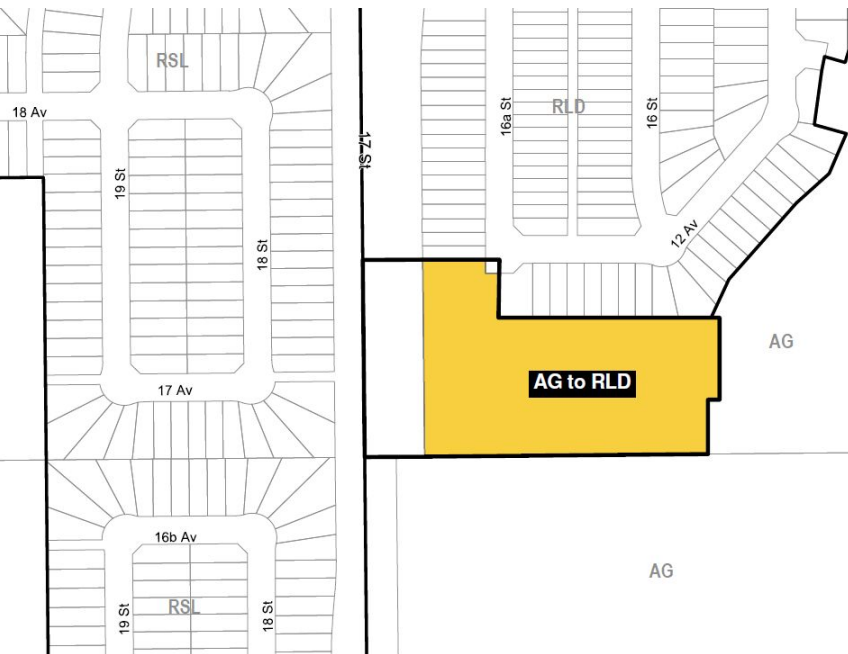 RSL
18 Av
19 St
18 St
17 St
16a St
RLD
16 St
12 Av
AG
AG to RLD
17 Av
16b Av
AG
RSL
19 St
18 St